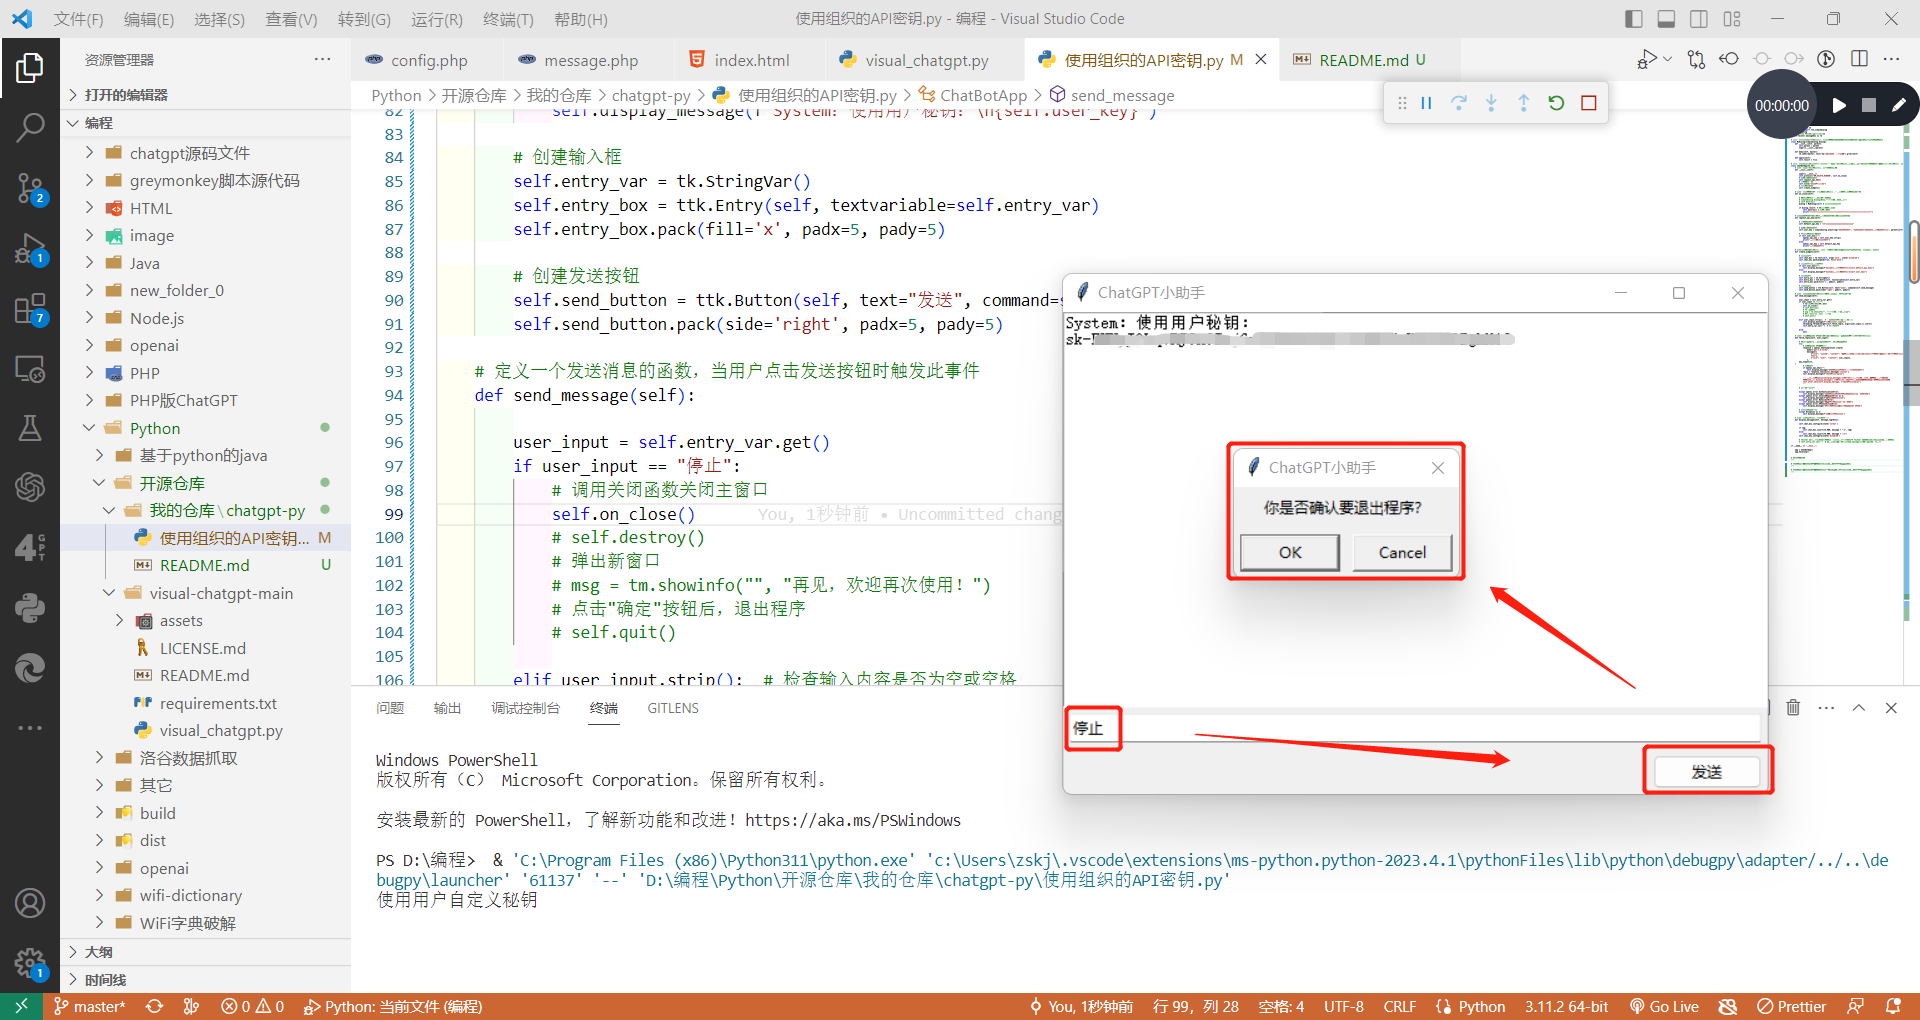 文件(F) 编辑(E) 选择(S) 查看(V) 转到(G) 运行(R) 终端(T) 帮助(H)
使用组织的API密钥.py - 编程 - Visual Studio Code
资源管理器
config.php message.php index.html visual_chatgpt.py 使用组织的API密钥.py M README.md U
Python > 开源仓库 > 我的仓库 > chatgpt-py > 使用组织的API密钥.py > ChatBotApp > send_message
00:00:00
打开的编辑器
编程
chatgpt源码文件
greymonkey脚本源代码
HTML
image
Java
new_folder_0
Node.js
openai
PHP
PHP版ChatGPT
Python
基于python的java
开源仓库
我的仓库\chatgpt-py
使用组织的API密钥... M
README.md U
visual-chatgpt-main
assets
LICENSE.md
README.md
requirements.txt
visual_chatgpt.py
洛谷数据抓取
其它
build
dist
openai
wifi-dictionary
WiFi字典破解
大纲
时间线
2
1
7
1
82 self.display_message(f"System: 使用用户秘钥: \n{self.user_key}")
83
84 # 创建输入框
85 self.entry_var = tk.StringVar()
86 self.entry_box = ttk.Entry(self, textvariable=self.entry_var)
87 self.entry_box.pack(fill='x', padx=5, pady=5)
88
89 # 创建发送按钮
90 self.send_button = ttk.Button(self, text="发送", command=
91 self.send_button.pack(side='right', padx=5, pady=5)
92
93 # 定义一个发送消息的函数，当用户点击发送按钮时触发此事件
94 def send_message(self):
95
96 user_input = self.entry_var.get()
97 if user_input == "停止":
98 # 调用关闭函数关闭主窗口
99 self.on_close() You, 1秒钟前 • Uncommitted chang
100 # self.destroy()
101 # 弹出新窗口
102 # msg = tm.showinfo("", "再见，欢迎再次使用！")
103 # 点击"确定"按钮后，退出程序
104 # self.quit()
105
106 elif user_input.strip(): # 检查输入内容是否为空或空格
ChatGPT小助手
System: 使用用户秘钥:
sk-
ChatGPT小助手
你是否确认要退出程序?
OK Cancel
停止
发送
问题 输出 调试控制台 终端 GITLENS
Windows PowerShell
版权所有（C） Microsoft Corporation。保留所有权利。
安装最新的 PowerShell，了解新功能和改进！https://aka.ms/PSWindows
PS D:\编程> & 'C:\Program Files (x86)\Python311\python.exe' 'c:\Users\zskj\.vscode\extensions\ms-python.python-2023.4.1\pythonFiles\lib\python\debugpy\adapter/../..\de
bugpy\launcher' '61137' '--' 'D:\编程\Python\开源仓库\我的仓库\chatgpt-py\使用组织的API密钥.py'
使用用户自定义秘钥
master* 0 0 Python: 当前文件 (编程) You, 1秒钟前 行 99，列 28 空格: 4 UTF-8 CRLF Python 3.11.2 64-bit Go Live Prettier